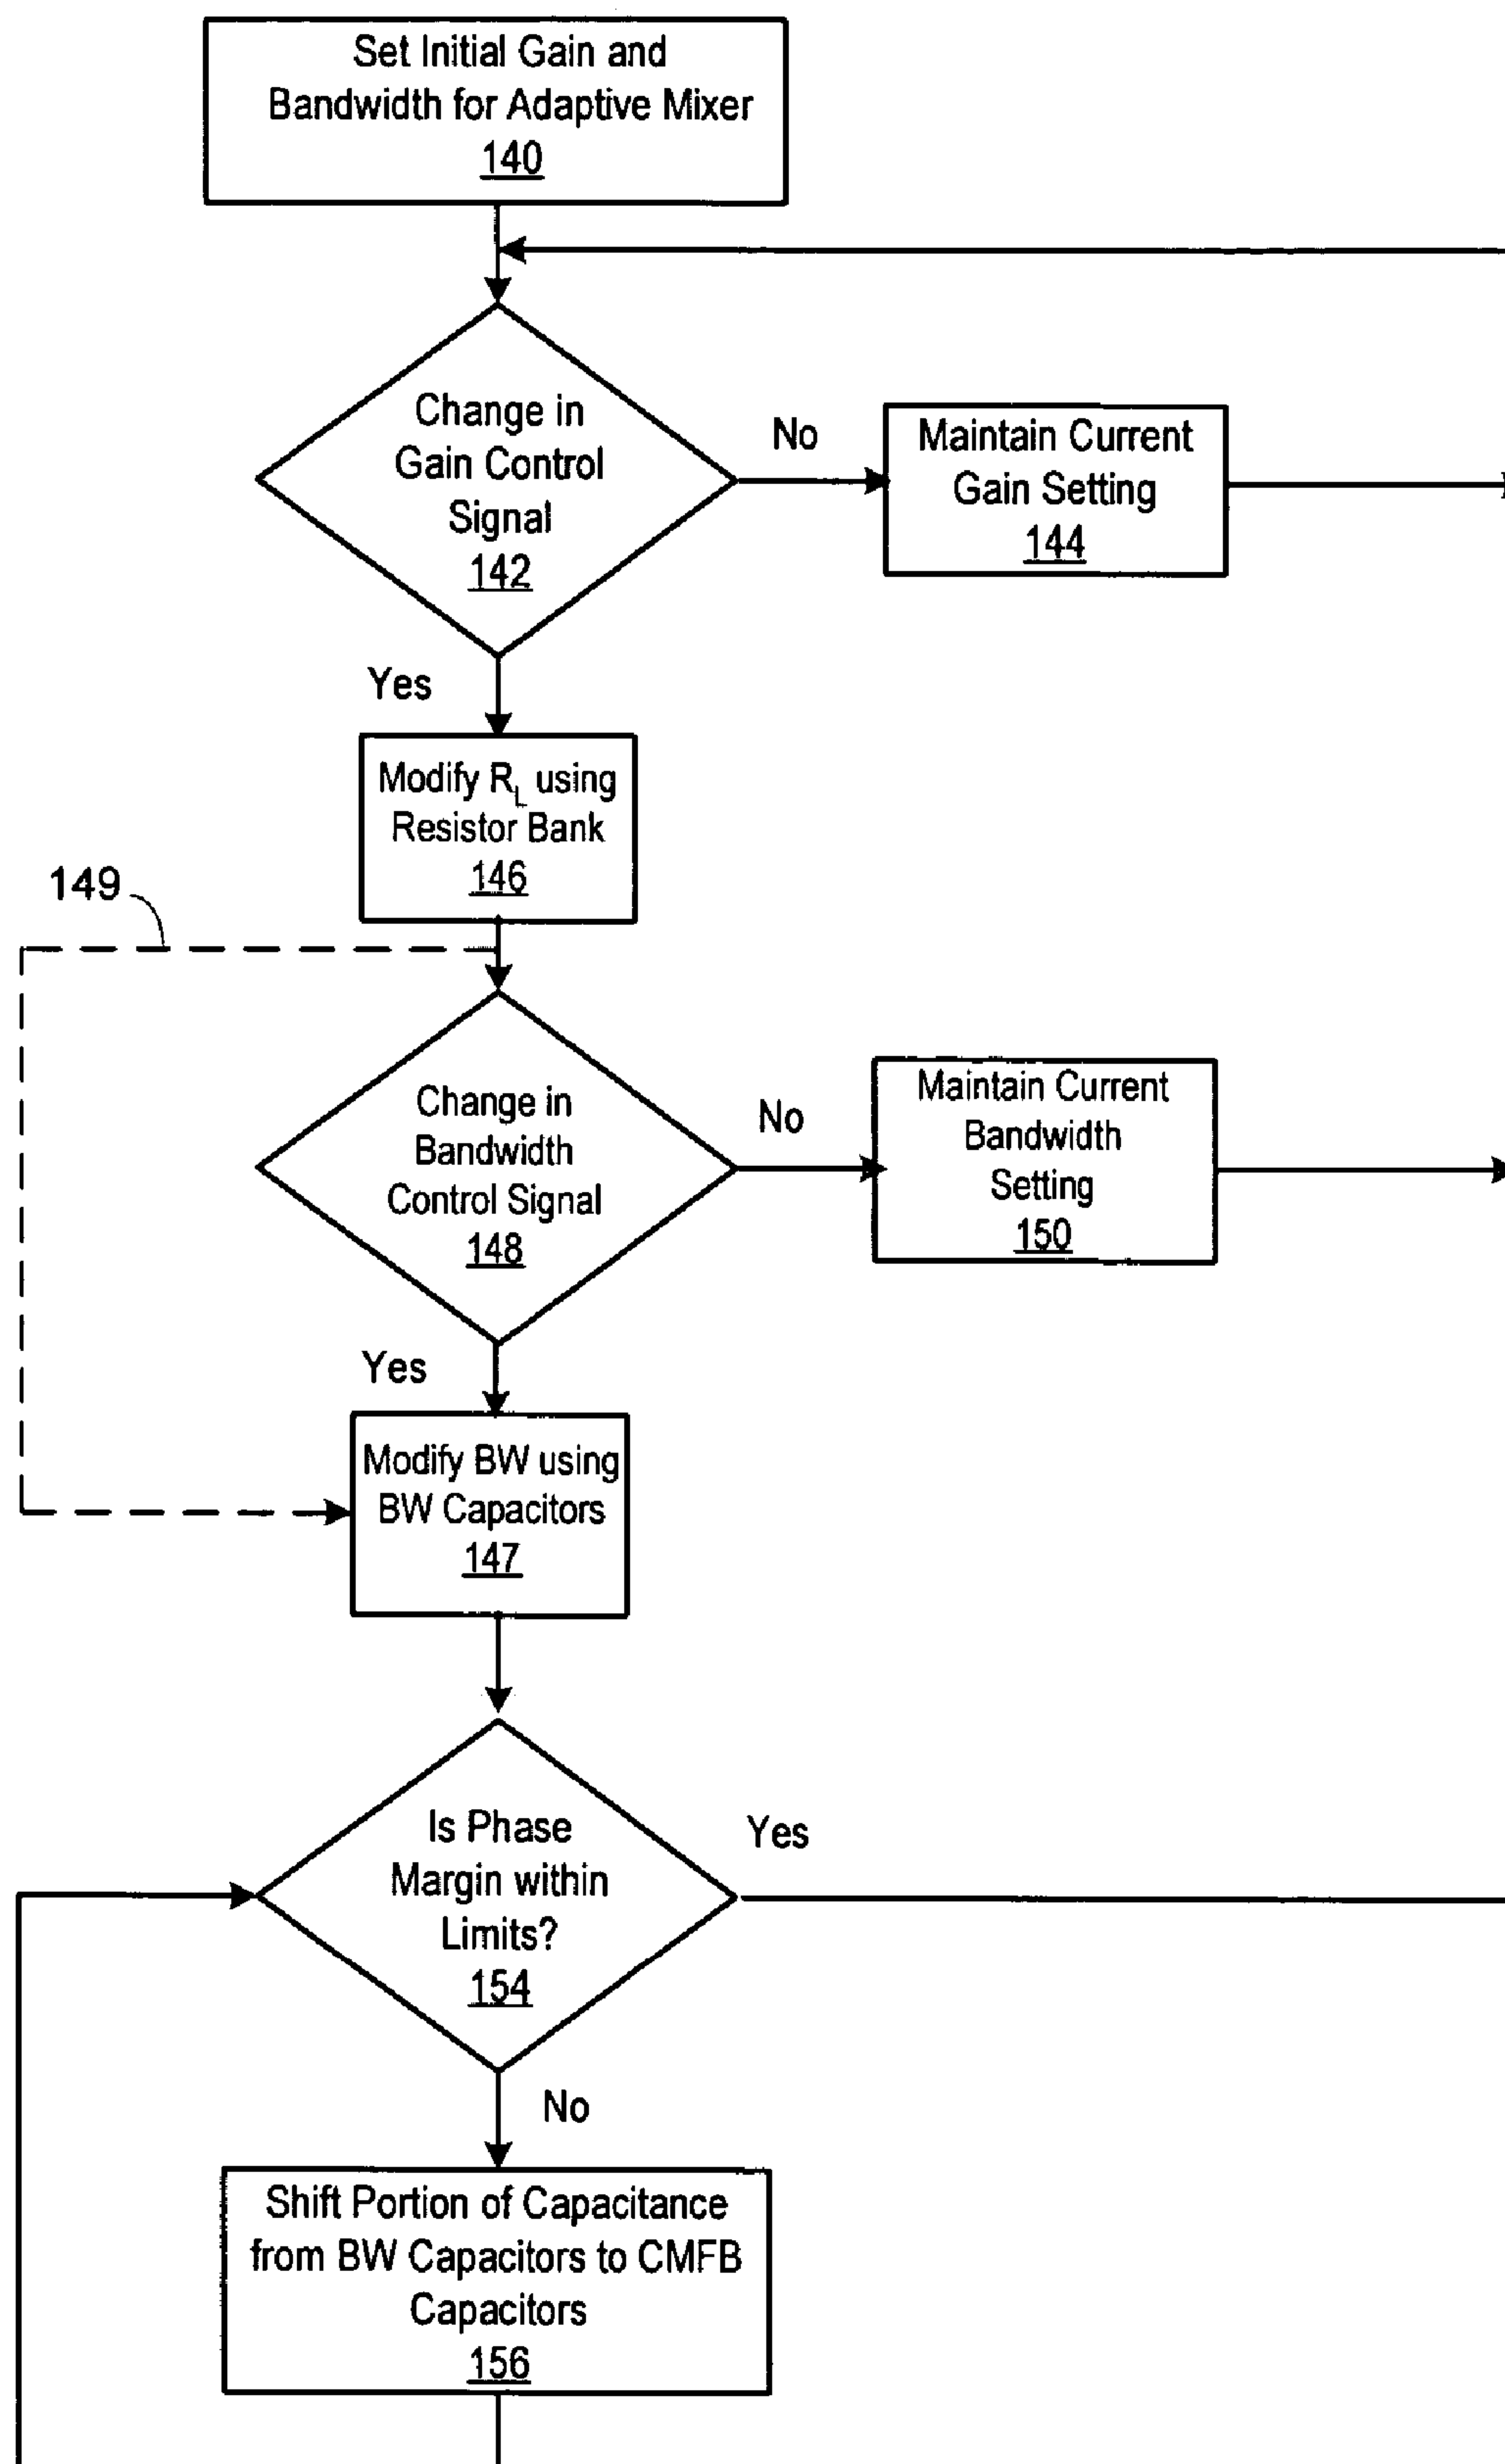 Set Initial Gain and
Bandwidth for Adaptive Mixer
140
Change in
Gain Control
Signal
142
No
Maintain Current
Gain Setting
144
Yes
Modify RL using
Resistor Bank
146
149
Change in
Bandwidth
Control Signal
148
No
Maintain Current
Bandwidth
Setting
150
Yes
Modify BW using
BW Capacitors
147
Is Phase
Margin within
Limits?
154
Yes
No
Shift Portion of Capacitance
from BW Capacitors to CMFB
Capacitors
156